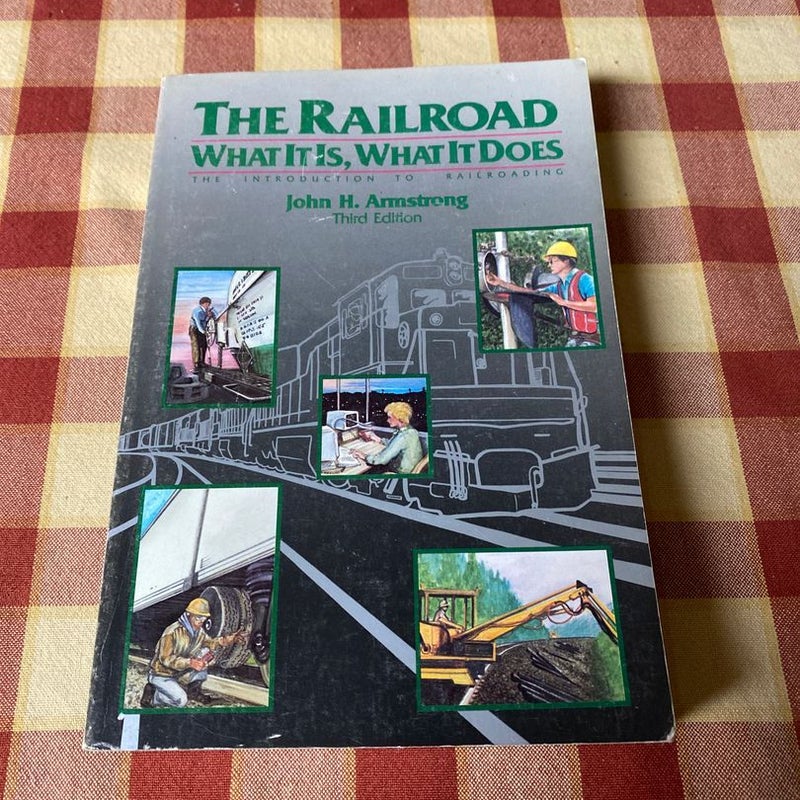 THE RAILROAD
WHAT IT IS, WHAT IT DOES
THE INTRODUCTION TO RAILROADING
John H. Armstrong
Third Edition